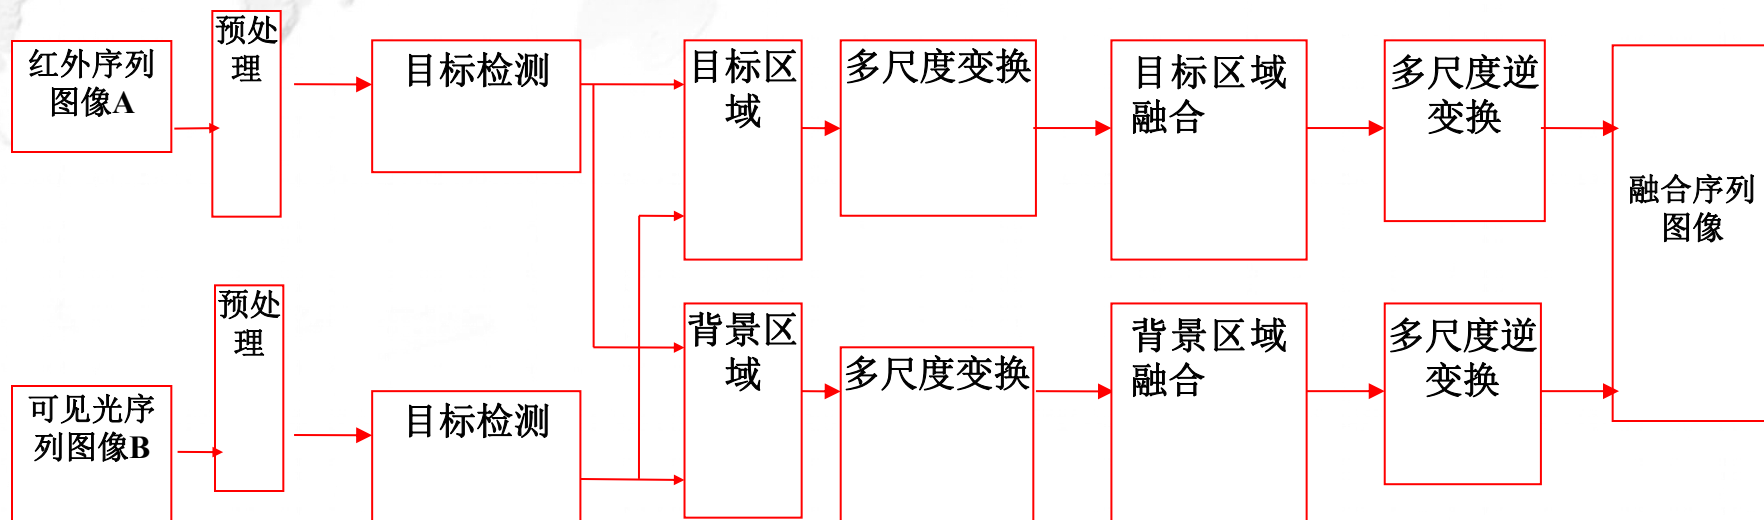 红外序列
图像A
预处
理
目标检测
目标区
域
多尺度变换
目标区域
融合
多尺度逆
变换
融合序列
图像
可见光序
列图像B
预处
理
目标检测
背景区
域
多尺度变换
背景区域
融合
多尺度逆
变换